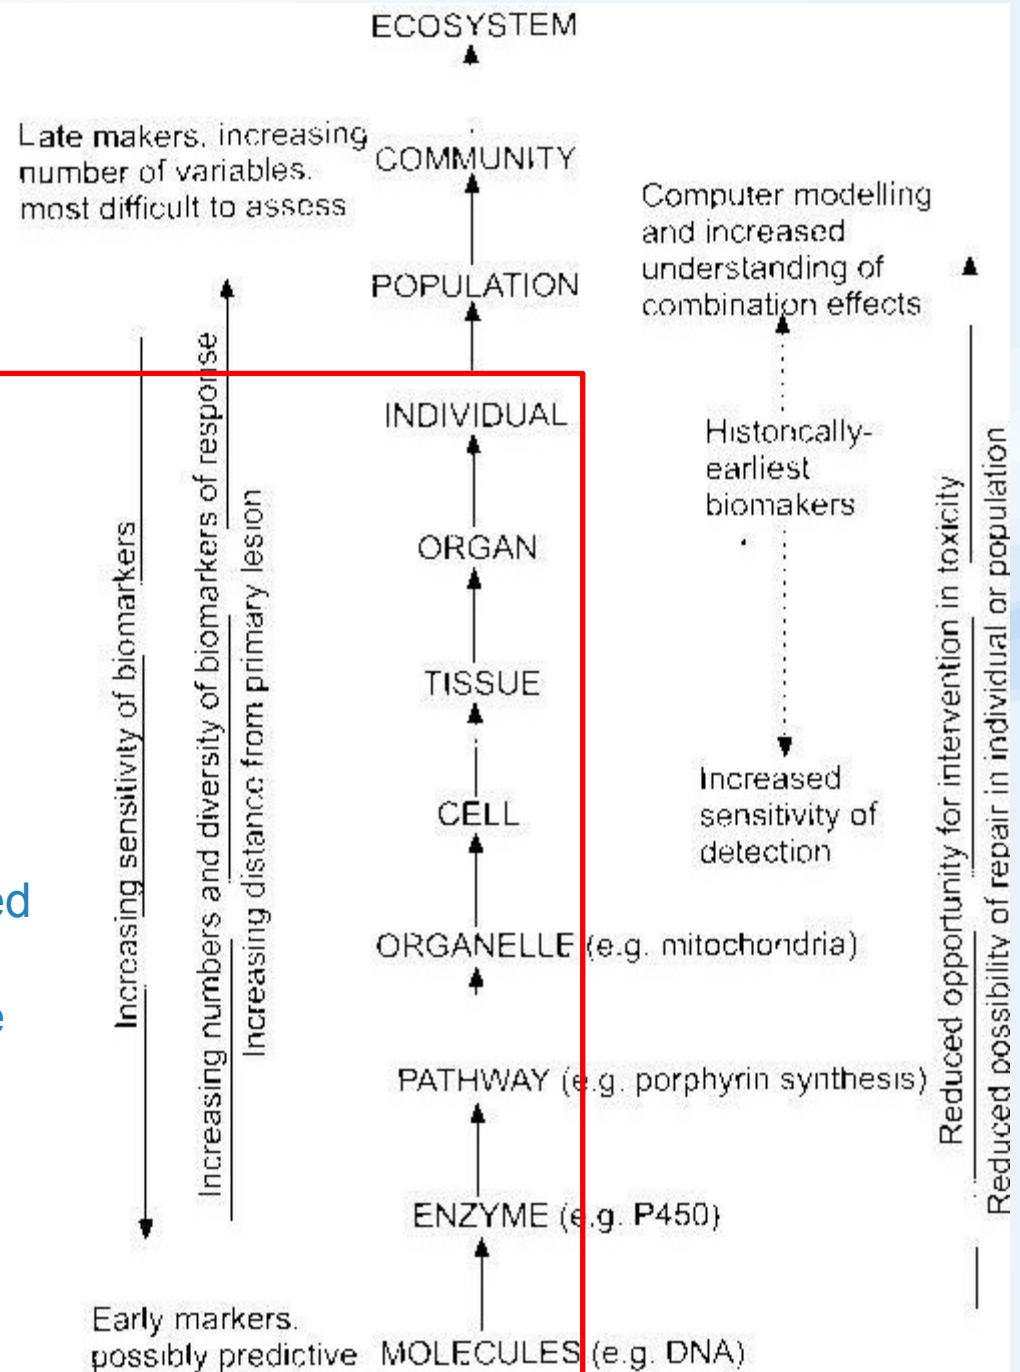 ECOSYSTEM
Late makers, increasing
number of variables.
most difficult to assess
COMMUNITY
Computer modelling
and increased
understanding of
combination effects
POPULATION
INDIVIDUAL
Historically-
earliest
biomakers
ORGAN
TISSUE
CELL
Increased
sensitivity of
detection
ORGANELLE (e.g. mitochondria)
PATHWAY (e.g. porphyrin synthesis)
ENZYME (e.g. P450)
Early markers.
possibly predictive
MOLECULES (e.g. DNA)
Increasing sensitivity of biomarkers
Increasing numbers and diversity of biomarkers of response
Increasing distance from primary lesion
Reduced opportunity for intervention in toxicity
Reduced possibility of repair in individual or population